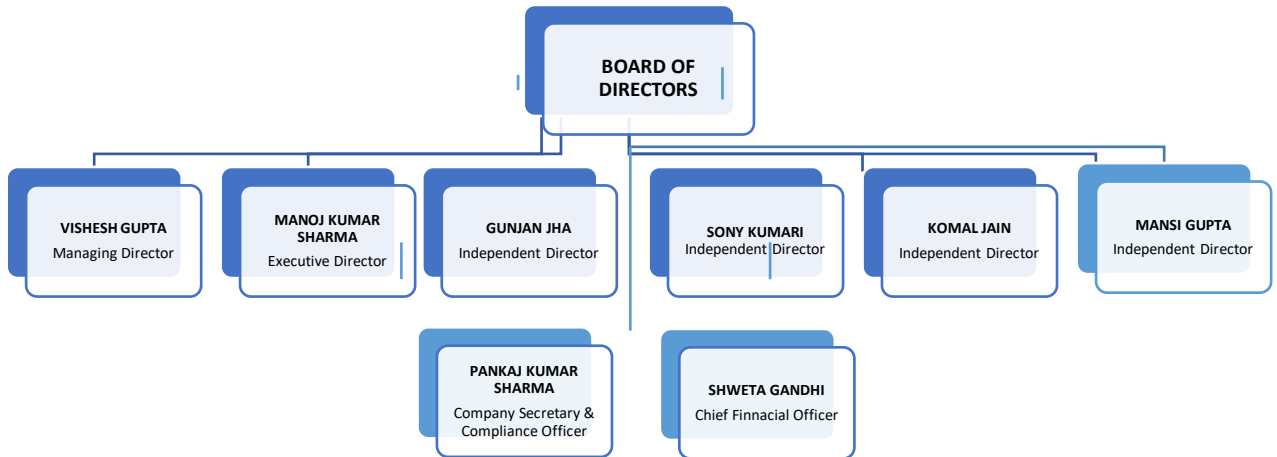 BOARD OF
DIRECTORS
VISHESH GUPTA
Managing Director
MANOJ KUMAR
SHARMA
Executive Director
GUNJAN JHA
Independent Director
SONY KUMARI
Independent Director
KOMAL JAIN
Independent Director
MANSI GUPTA
Independent Director
PANKAJ KUMAR
SHARMA
Company Secretary &
Compliance Officer
SHWETA GANDHI
Chief Finnacial Officer